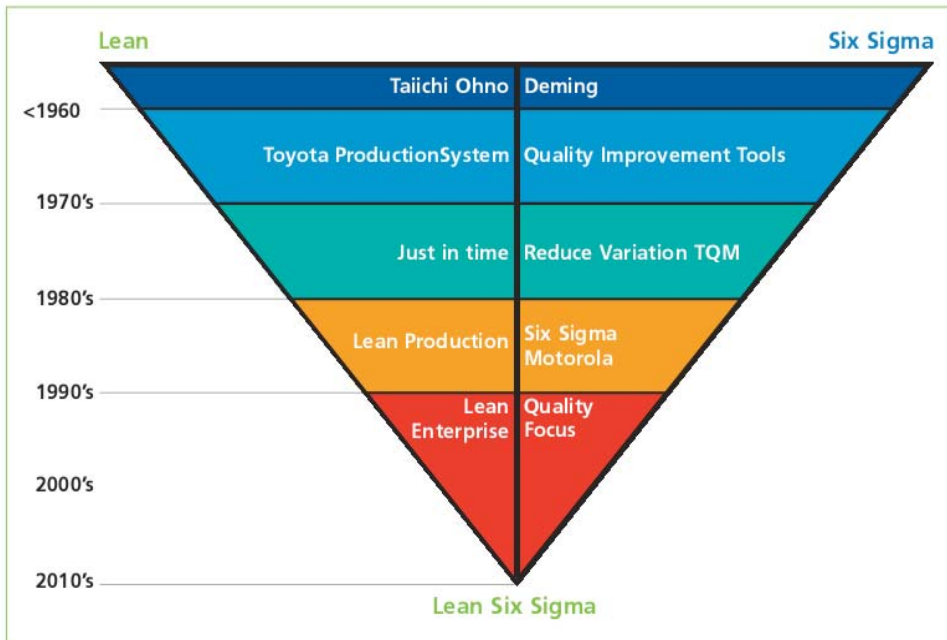 Lean
Six Sigma
Taiichi Ohno
Deming
<1960
Toyota ProductionSystem
Quality Improvement Tools
1970's
Just in time
Reduce Variation TQM
1980's
Lean Production
Six Sigma
Motorola
1990's
Lean
Enterprise
Quality
Focus
2000's
2010's
Lean Six Sigma